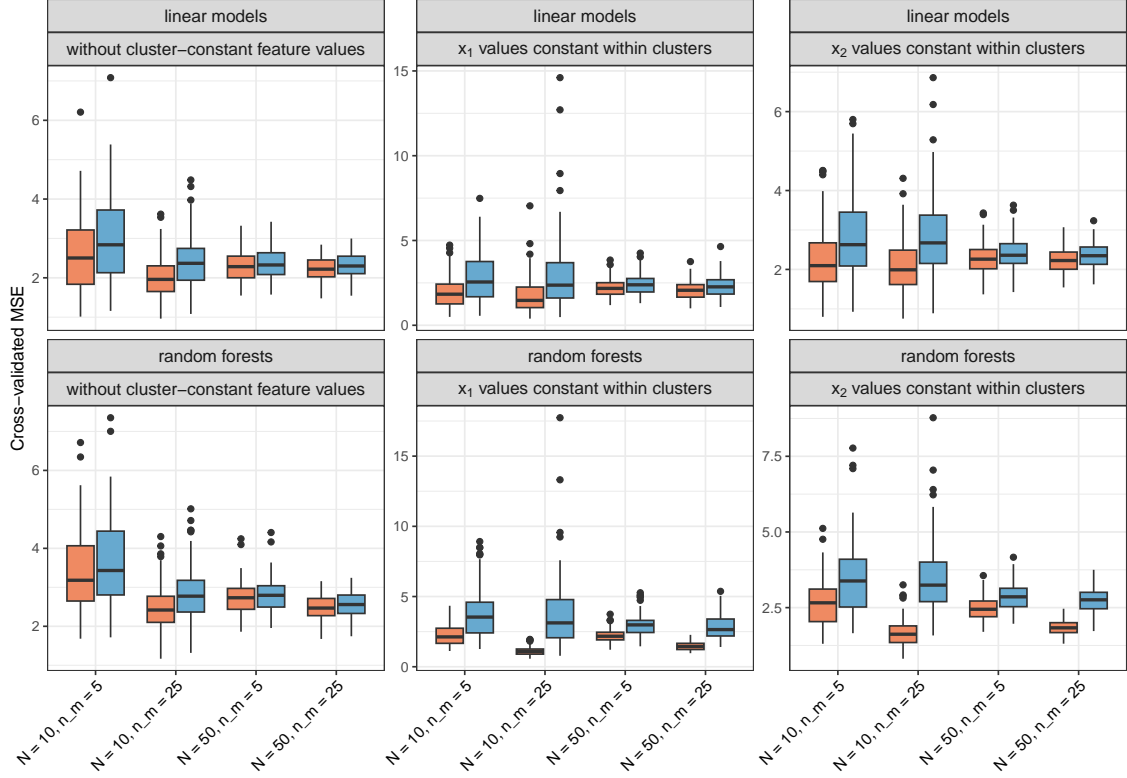 linear models
linear models
linear models
without cluster−constant feature values
x₁ values constant within clusters
x₂ values constant within clusters
6
4
2
15
10
5
0
6
4
2
Cross−validated MSE
random forests
random forests
random forests
without cluster−constant feature values
x₁ values constant within clusters
x₂ values constant within clusters
6
4
2
15
10
5
0
7.5
5.0
2.5
N = 10, n_m = 5
N = 10, n_m = 25
N = 50, n_m = 5
N = 50, n_m = 25
N = 10, n_m = 5
N = 10, n_m = 25
N = 50, n_m = 5
N = 50, n_m = 25
N = 10, n_m = 5
N = 10, n_m = 25
N = 50, n_m = 5
N = 50, n_m = 25